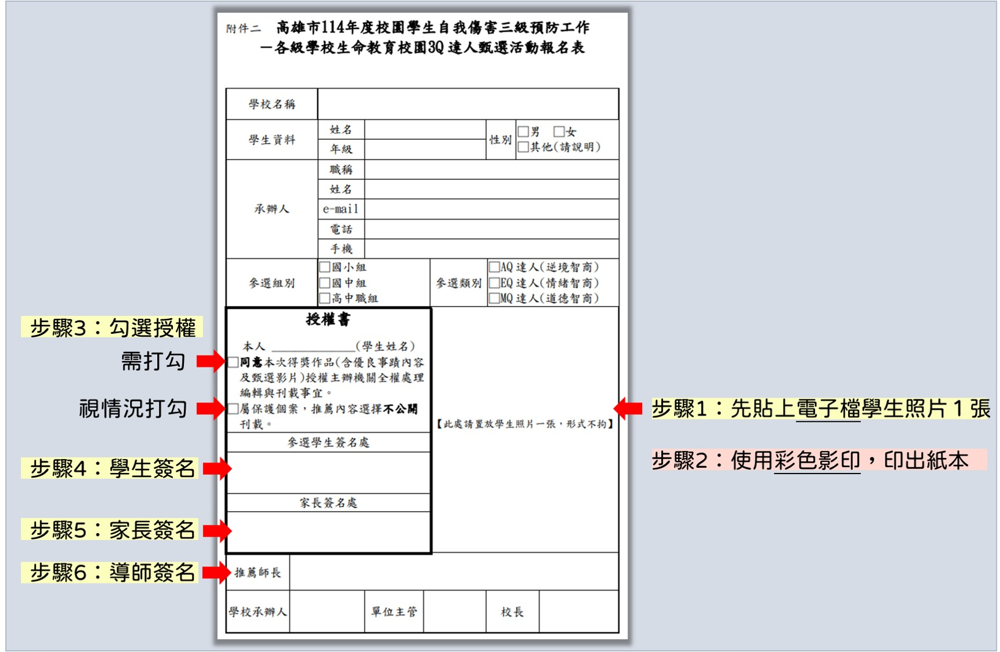 附件二 高雄市114年度校園學生自我傷害三級預防工作
－各級學校生命教育校園3Q達人甄選活動報名表
學校名稱
學生資料
姓名
年級
性別
□男 □女
□其他(請說明)
承辦人
職稱
姓名
e-mail
電話
手機
參選組別
□國小組
□國中組
□高中職組
參選類別
□AQ達人(逆境智商)
□EQ達人(情緒智商)
□MQ達人(道德智商)
授權書
本人 ______________(學生姓名)
□同意本次得獎作品(含優良事蹟內容
及甄選影片)授權主辦機關全權處理
編輯與刊載事宜。
□屬保護個案，推薦內容選擇不公開
刊載。
參選學生簽名處
家長簽名處
【此處請置放學生照片一張，形式不拘】
推薦師長
學校承辦人
單位主管
校長
步驟1：先貼上電子檔學生照片1張
步驟2：使用彩色影印，印出紙本
步驟3：勾選授權
需打勾
視情況打勾
步驟4：學生簽名
步驟5：家長簽名
步驟6：導師簽名